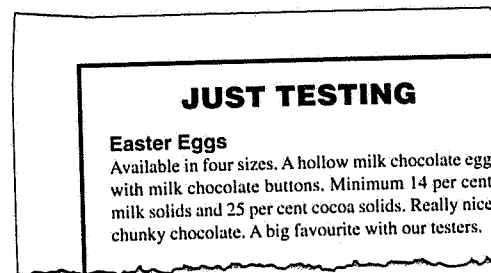 JUST TESTING
Easter Eggs
Available in four sizes. A hollow milk chocolate egg
with milk chocolate buttons. Minimum 14 per cent
milk solids and 25 per cent cocoa solids. Really nice
chunky chocolate. A big favourite with our testers.